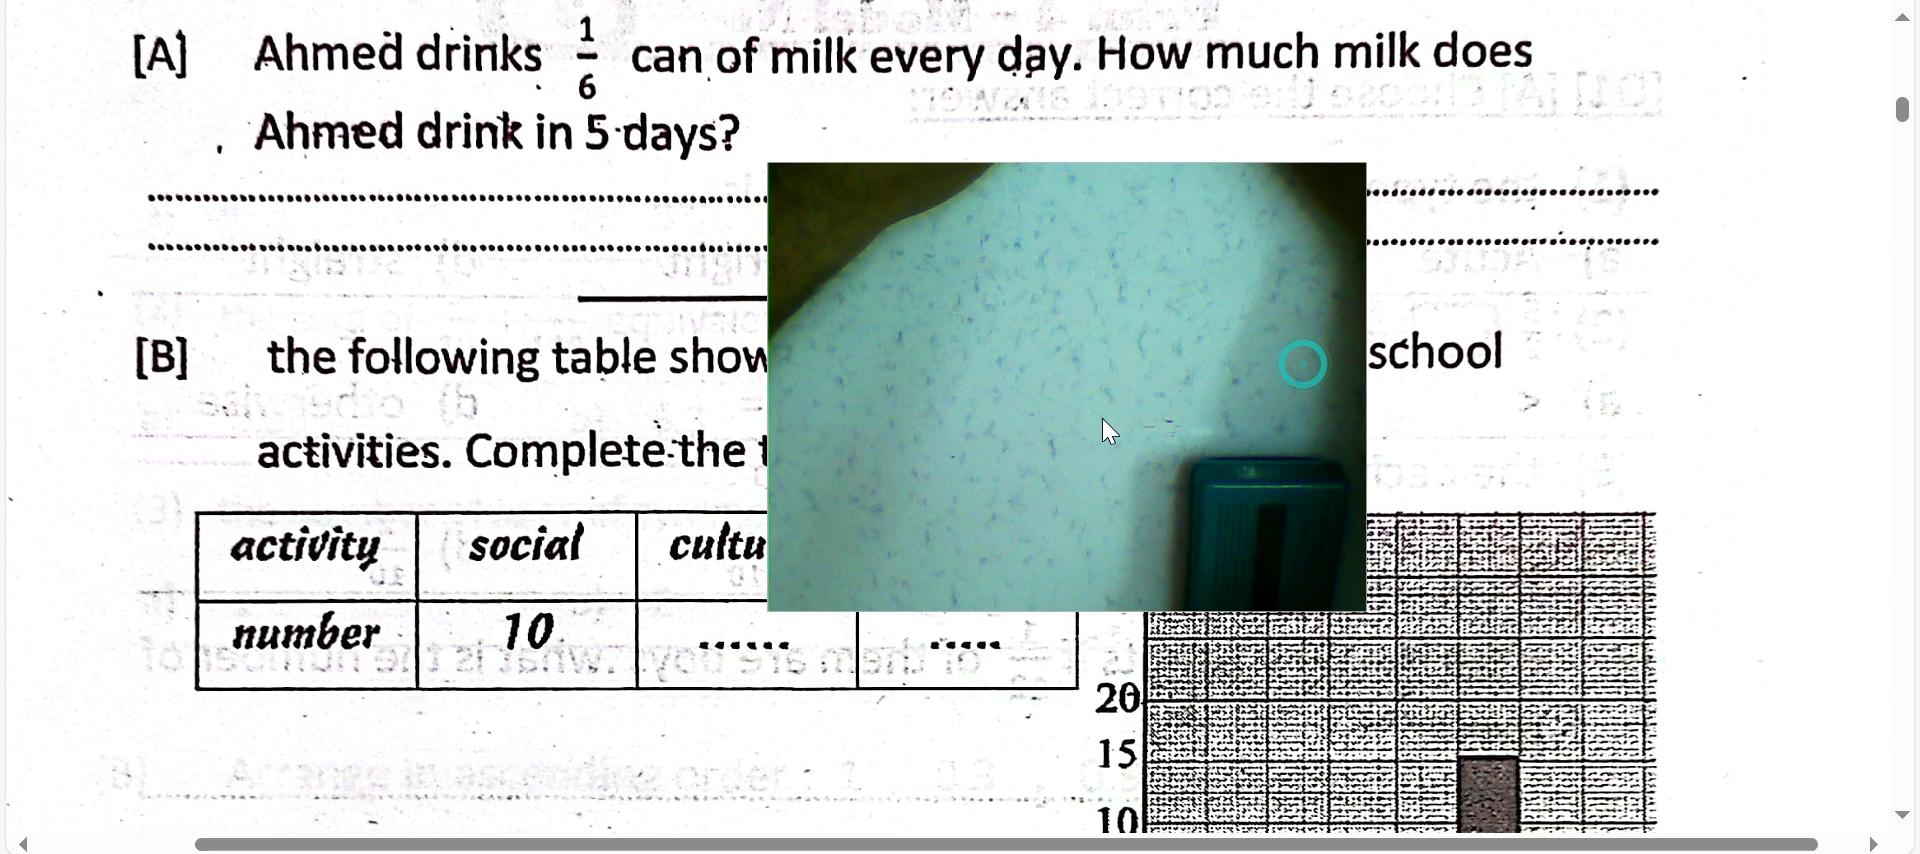 [A] Ahmed drinks 1/6 can of milk every day. How much milk does
Ahmed drink in 5 days?
[B] the following table show school
activities. Complete the
activity social cultu
number 10 ...... .....
20
15
10